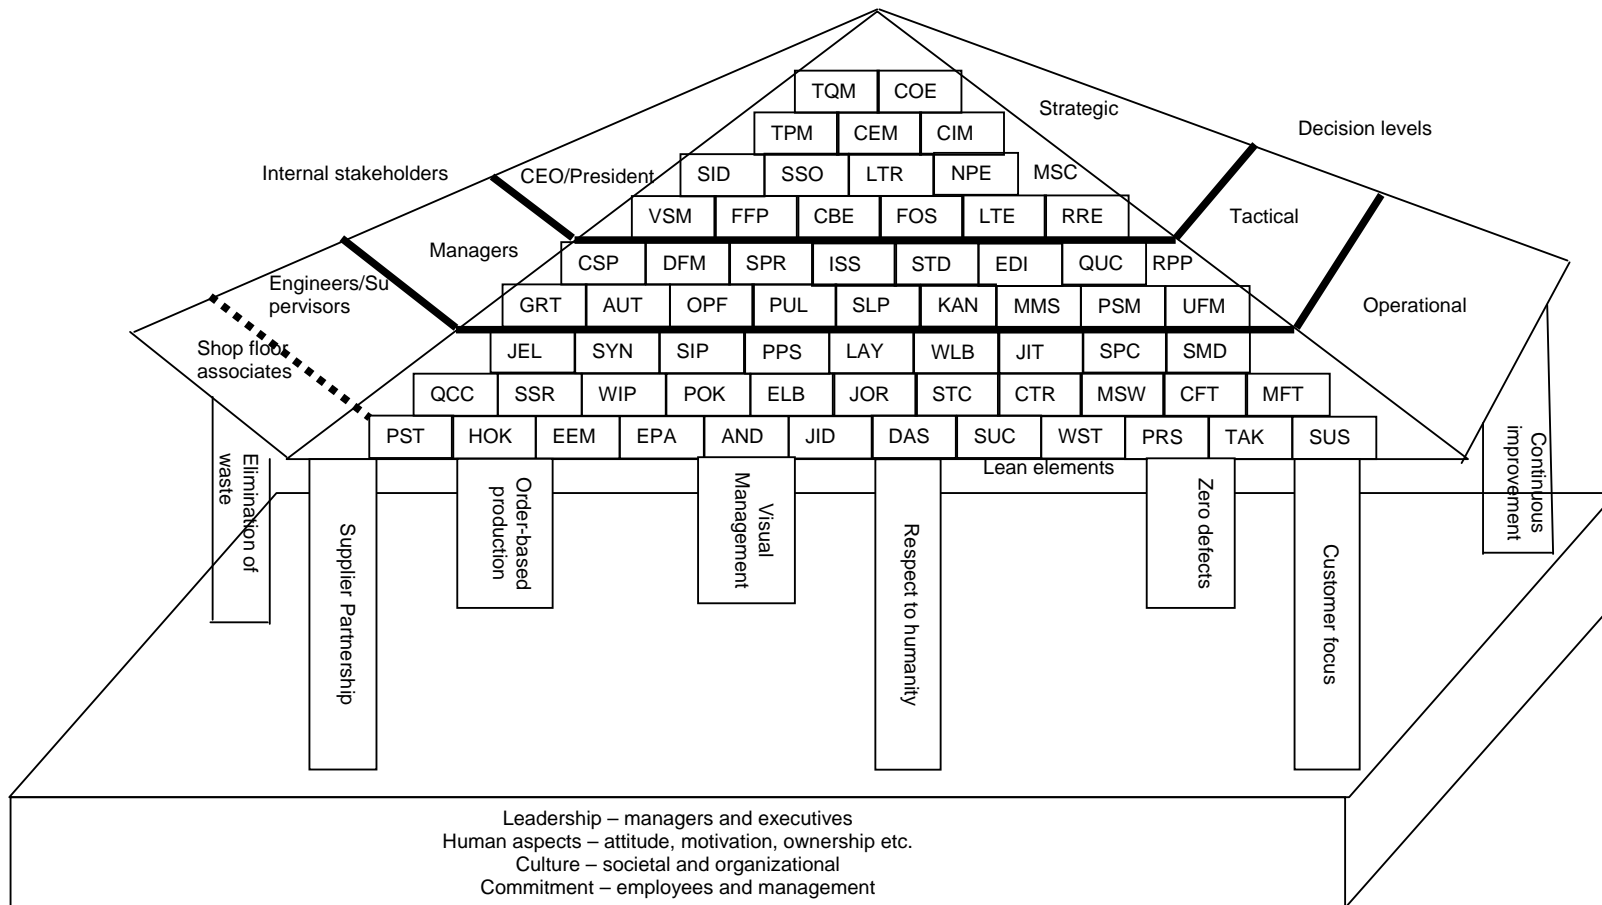 TQM COE
Strategic
TPM CEM CIM
Decision levels
Internal stakeholders
CEO/President
SID SSO LTR NPE MSC
VSM FFP CBE FOS LTE RRE
Tactical
Managers
CSP DFM SPR ISS STD EDI QUC RPP
Engineers/Su
pervisors
GRT AUT OPF PUL SLP KAN MMS PSM UFM
Operational
Shop floor
associates
JEL SYN SIP PPS LAY WLB JIT SPC SMD
QCC SSR WIP POK ELB JOR STC CTR MSW CFT MFT
PST HOK EEM EPA AND JID DAS SUC WST PRS TAK SUS
Lean elements
Elimination of
waste
Supplier Partnership
Order-based
production
Visual
Management
Respect to humanity
Zero defects
Customer focus
Continuous
improvement
Leadership – managers and executives
Human aspects – attitude, motivation, ownership etc.
Culture – societal and organizational
Commitment – employees and management